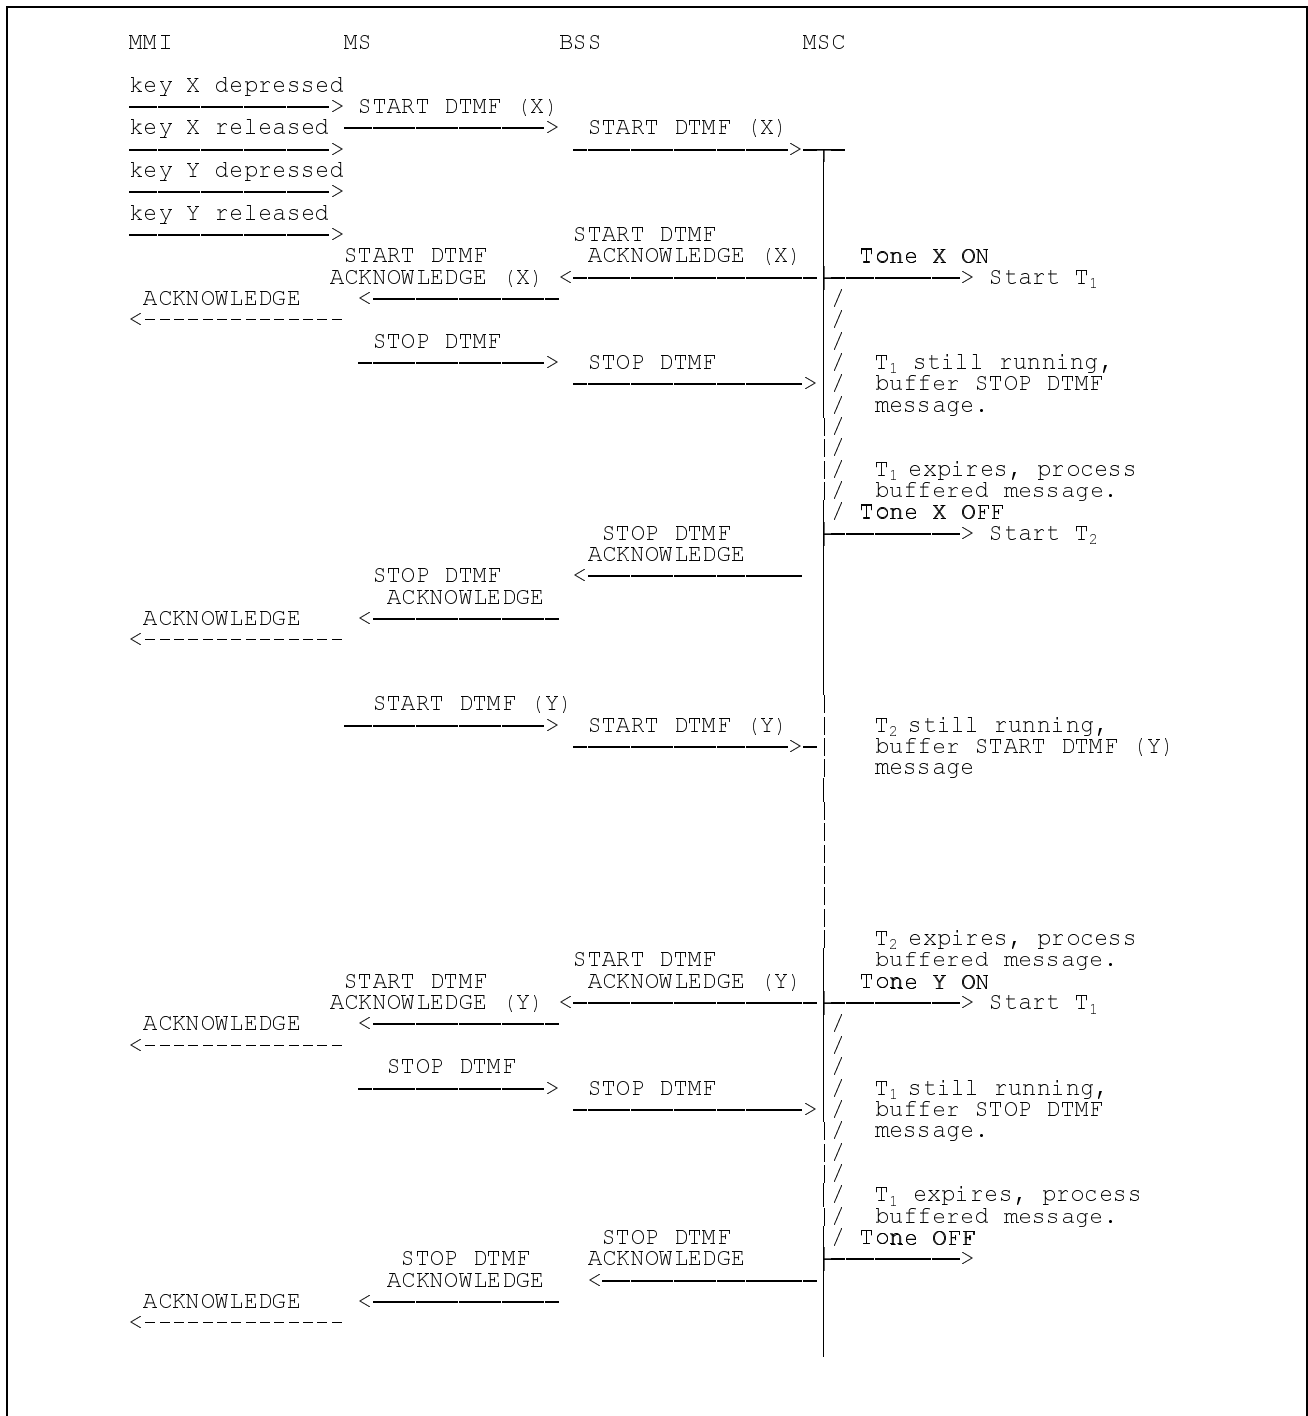 MMI MS BSS MSC
key X depressed
START DTMF (X)
key X released START DTMF (X)
key Y depressed
key Y released
START DTMF
START DTMF ACKNOWLEDGE (X) Tone X ON
ACKNOWLEDGE (X) Start T₁
ACKNOWLEDGE
STOP DTMF
STOP DTMF T₁ still running,
buffer STOP DTMF
message.
T₁ expires, process
buffered message.
Tone X OFF
STOP DTMF Start T₂
ACKNOWLEDGE
STOP DTMF
ACKNOWLEDGE
ACKNOWLEDGE
START DTMF (Y)
START DTMF (Y) T₂ still running,
buffer START DTMF (Y)
message
T₂ expires, process
START DTMF buffered message.
START DTMF ACKNOWLEDGE (Y) Tone Y ON
ACKNOWLEDGE (Y) Start T₁
ACKNOWLEDGE
STOP DTMF
STOP DTMF T₁ still running,
buffer STOP DTMF
message.
T₁ expires, process
buffered message.
STOP DTMF Tone OFF
STOP DTMF ACKNOWLEDGE
ACKNOWLEDGE
ACKNOWLEDGE